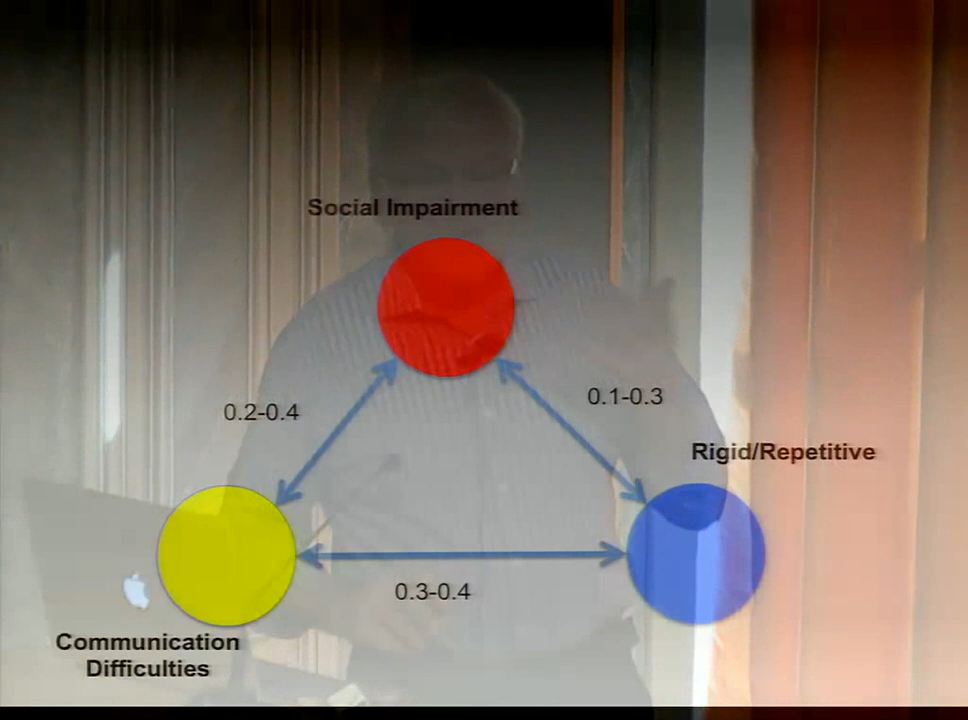 Social Impairment
0.2-0.4
0.1-0.3
Rigid/Repetitive
0.3-0.4
Communication
Difficulties